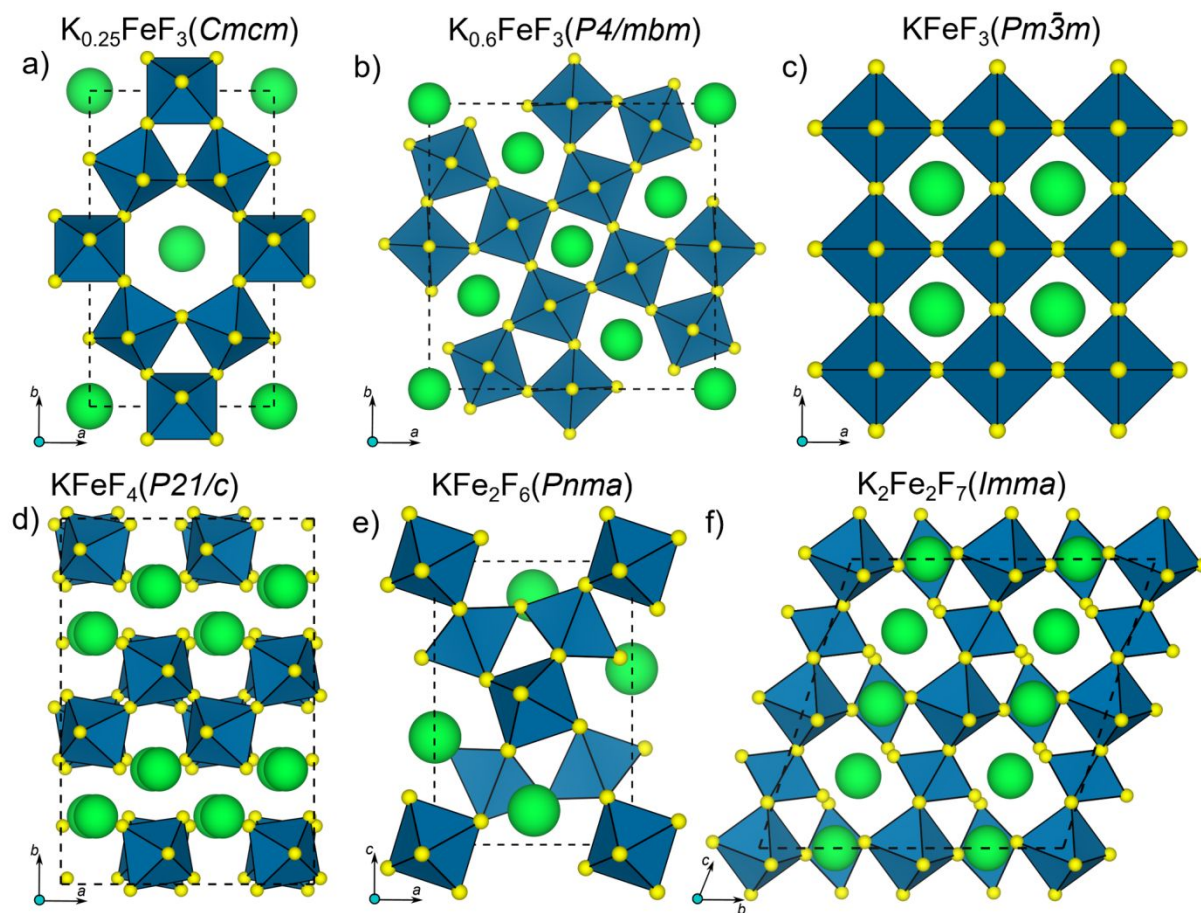 K₀.₂₅FeF₃(Cmcm)
K₀.₆FeF₃(P4/mbm)
KFeF₃(Pm3̄m)
a)
b)
c)
b
a
b
a
b
a
KFeF₄(P21/c)
KFe₂F₆(Pnma)
K₂Fe₂F₇(Imma)
d)
e)
f)
b
a
c
a
c
b